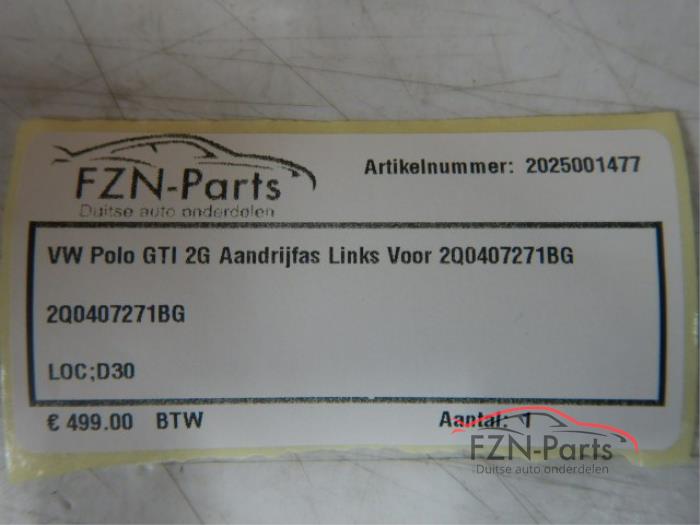 FZN-Parts
Duitse auto onderdelen
Artikelnummer: 2025001477
VW Polo GTI 2G Aandrijfas Links Voor 2Q0407271BG
2Q0407271BG
LOC;D30
€ 499.00 BTW
Aantal: 1
FZN-Parts
Duitse auto onderdelen